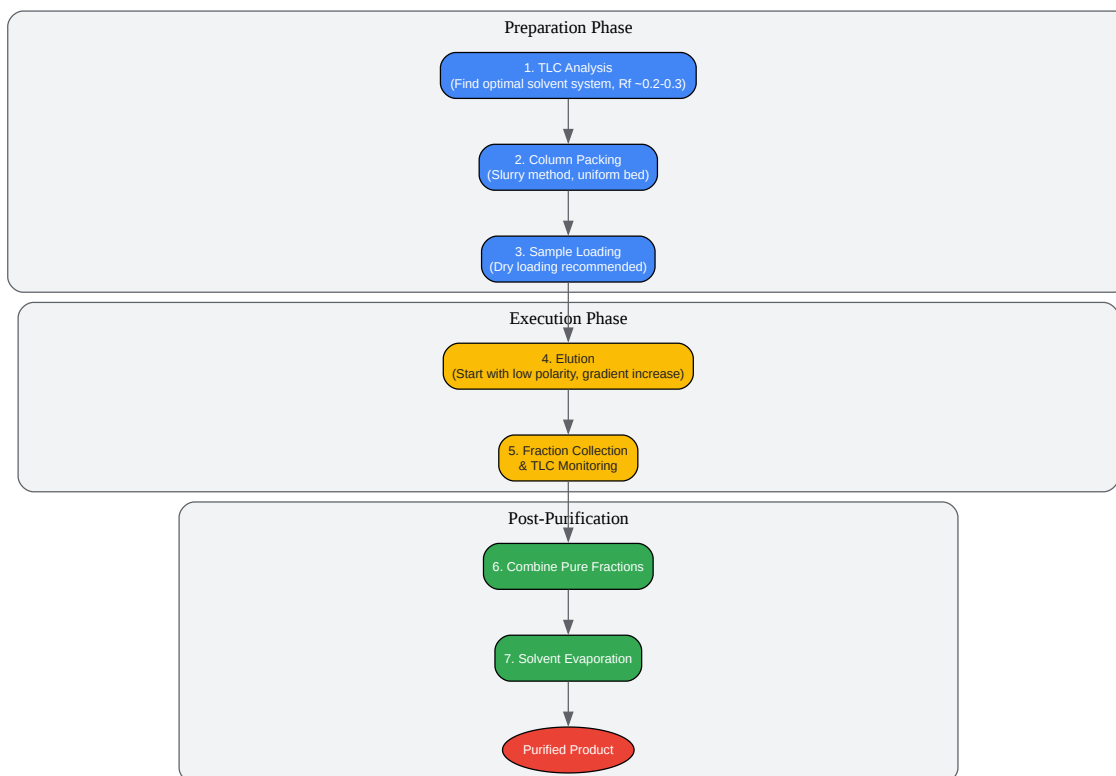 Preparation Phase
1. TLC Analysis
(Find optimal solvent system, Rf ~0.2-0.3)
2. Column Packing
(Slurry method, uniform bed)
3. Sample Loading
(Dry loading recommended)
Execution Phase
4. Elution
(Start with low polarity, gradient increase)
5. Fraction Collection
& TLC Monitoring
Post-Purification
6. Combine Pure Fractions
7. Solvent Evaporation
Purified Product